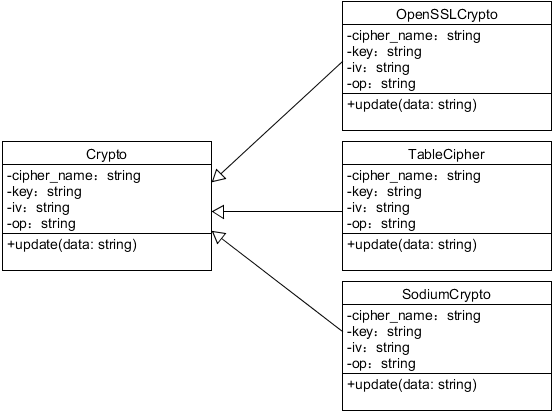 OpenSSLCrypto
-cipher_name：string
-key：string
-iv：string
-op：string
+update(data: string)
Crypto
-cipher_name：string
-key：string
-iv：string
-op：string
+update(data: string)
TableCipher
-cipher_name：string
-key：string
-iv：string
-op：string
+update(data: string)
SodiumCrypto
-cipher_name：string
-key：string
-iv：string
-op：string
+update(data: string)